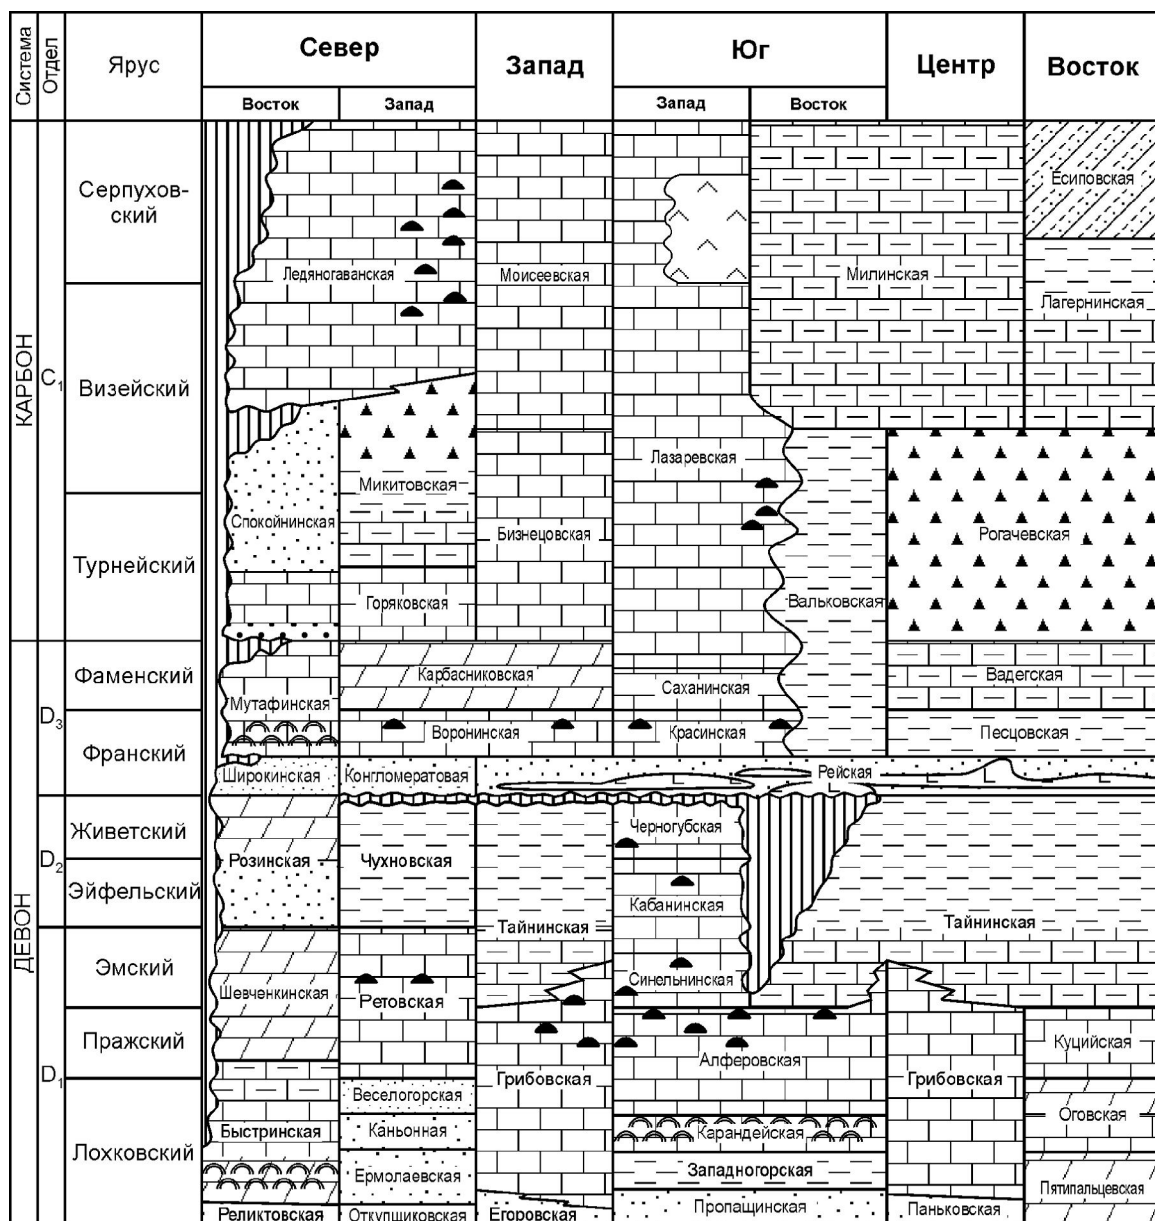 Система
Отдел
Ярус
Север
Запад
Юг
Центр
Восток
Восток
Запад
Запад
Восток
КАРБОН
C1
Серпухов-
ский
Ледяногаванская
Моисеевская
Милинская
Есиповская
Лагернинская
Визейский
Лазаревская
Микитовская
Спокойнинская
Бизнецовская
Рогачевская
Турнейский
Горяковская
Вальковская
ДЕВОН
D3
Фаменский
Мутафинская
Карбасниковская
Саханинская
Вадегская
Франский
Воронинская
Красинская
Песцовская
Широкинская
Конгломератовая
Рейская
D2
Живетский
Черногубская
Розинская
Чухновская
Эйфельский
Кабанинская
Тайнинская
Тайнинская
D1
Эмский
Шевченкинская
Ретовская
Синельнинская
Пражский
Алферовская
Куцийская
Грибовская
Грибовская
Веселогорская
Оговская
Лохковский
Быстринская
Каньонная
Карандейская
Ермолаевская
Западногорская
Пятипальцевская
Реликтовская
Откупщиковская
Егоровская
Пропащинская
Паньковская